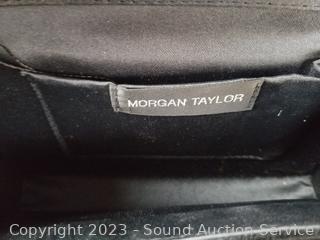 MORGAN TAYLOR
Copyright 2023 - Sound Auction Service